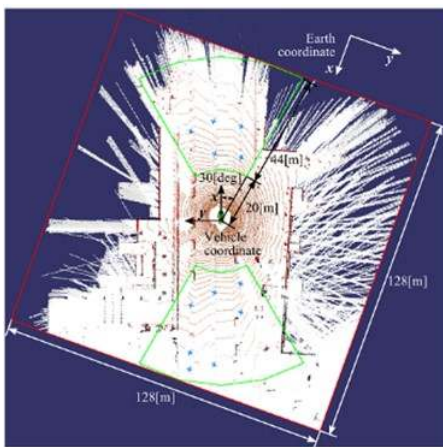 Earth
coordinate
x
y
44[m]
30[deg]
x
20[m]
y
Vehicle
coordinate
128[m]
128[m]